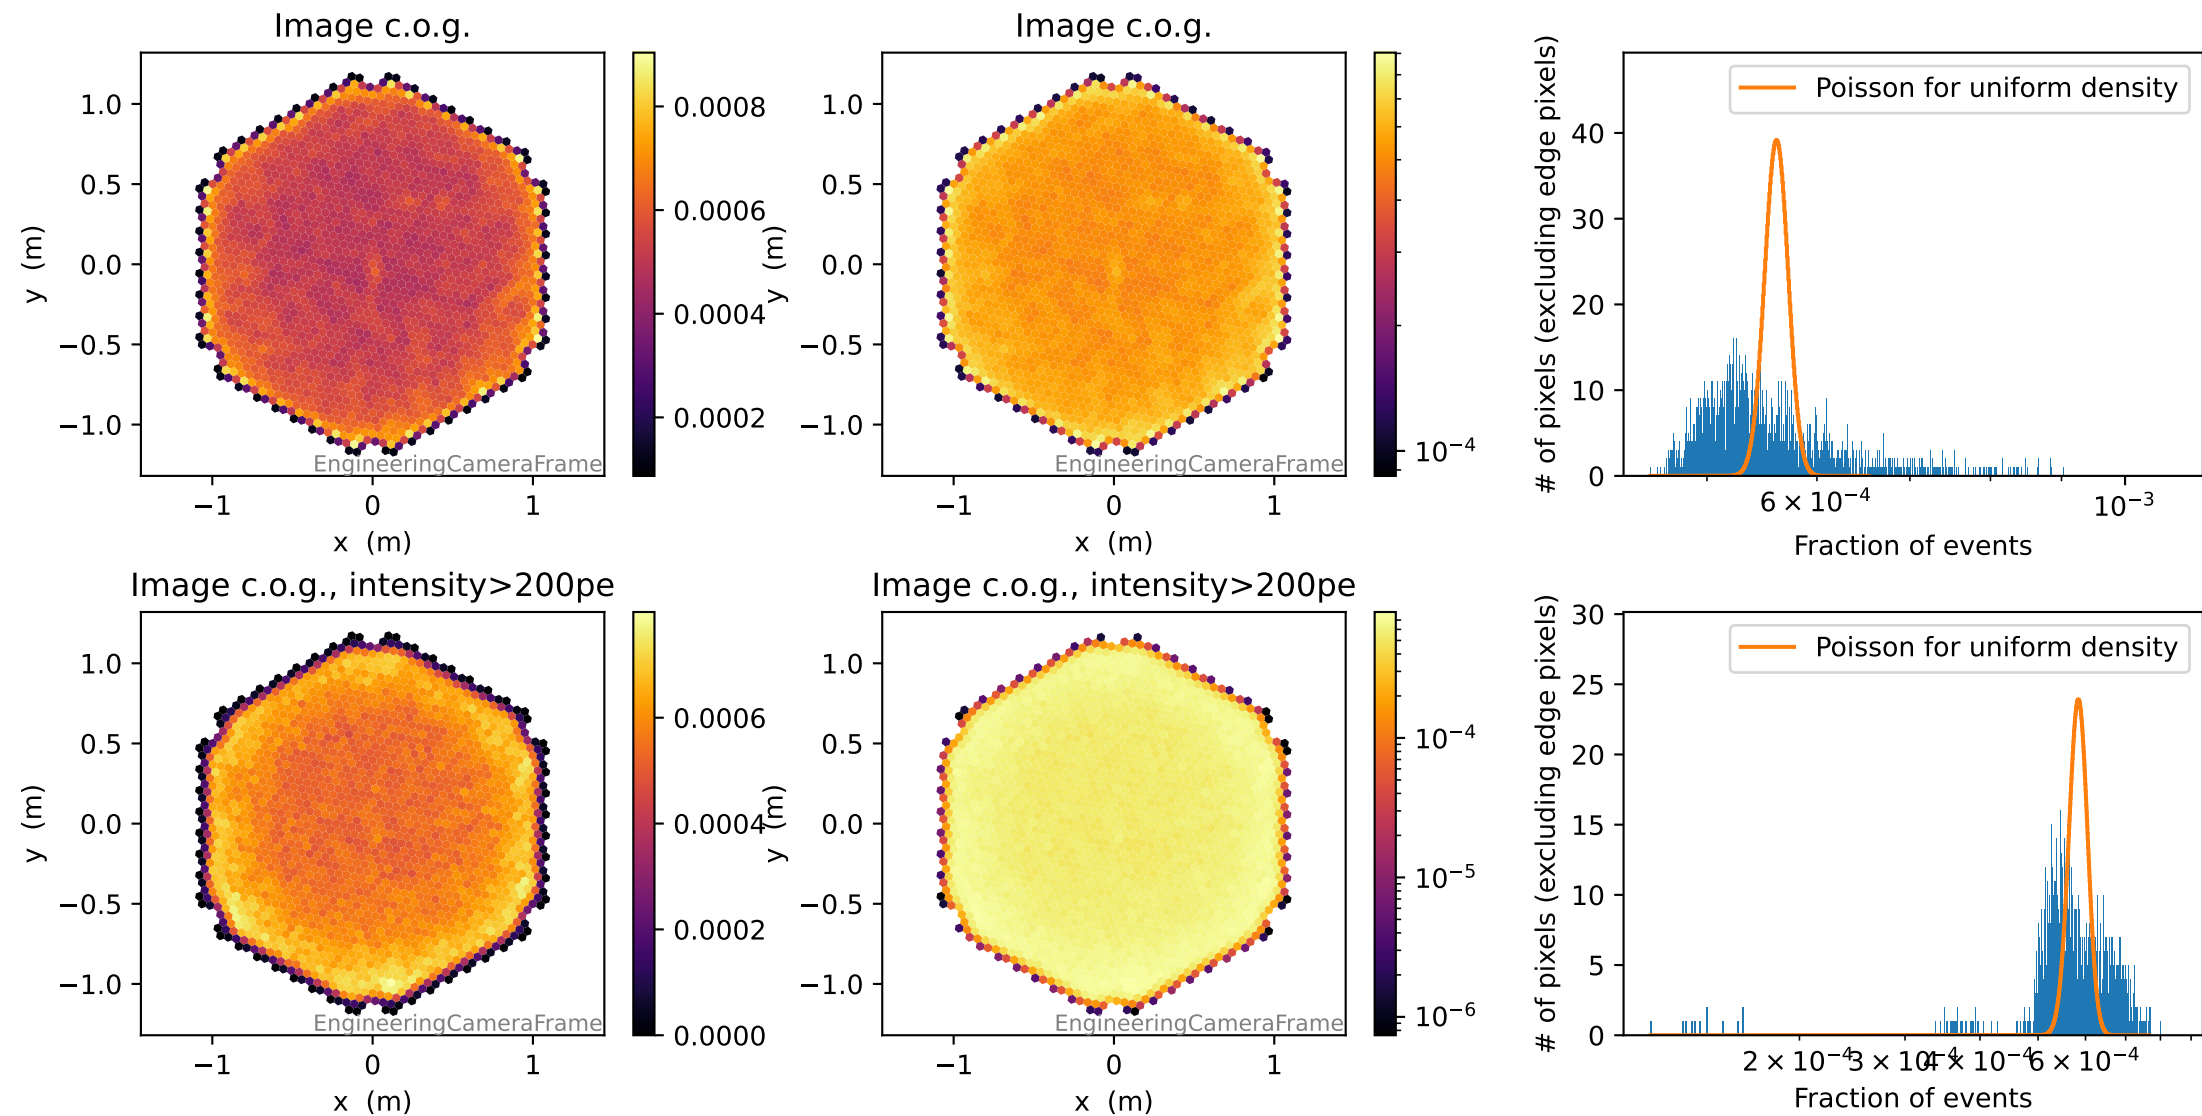 Image c.o.g.
1.0
0.5
0.0
−0.5
−1.0
y (m)
EngineeringCameraFrame
−1
0
1
x (m)
0.0008
0.0006
0.0004
0.0002
Image c.o.g.
1.0
0.5
0.0
−0.5
−1.0
y (m)
EngineeringCameraFrame
−1
0
1
x (m)
10⁻⁴
# of pixels (excluding edge pixels)
40
30
20
10
0
Poisson for uniform density
6 × 10⁻⁴
10⁻³
Fraction of events
Image c.o.g., intensity>200pe
1.0
0.5
0.0
−0.5
−1.0
y (m)
EngineeringCameraFrame
−1
0
1
x (m)
0.0006
0.0004
0.0002
0.0000
Image c.o.g., intensity>200pe
1.0
0.5
0.0
−0.5
−1.0
y (m)
EngineeringCameraFrame
−1
0
1
x (m)
10⁻⁴
10⁻⁵
10⁻⁶
# of pixels (excluding edge pixels)
30
25
20
15
10
5
0
Poisson for uniform density
2 × 10⁻⁴
3 × 10⁻⁴
4 × 10⁻⁴
6 × 10⁻⁴
Fraction of events